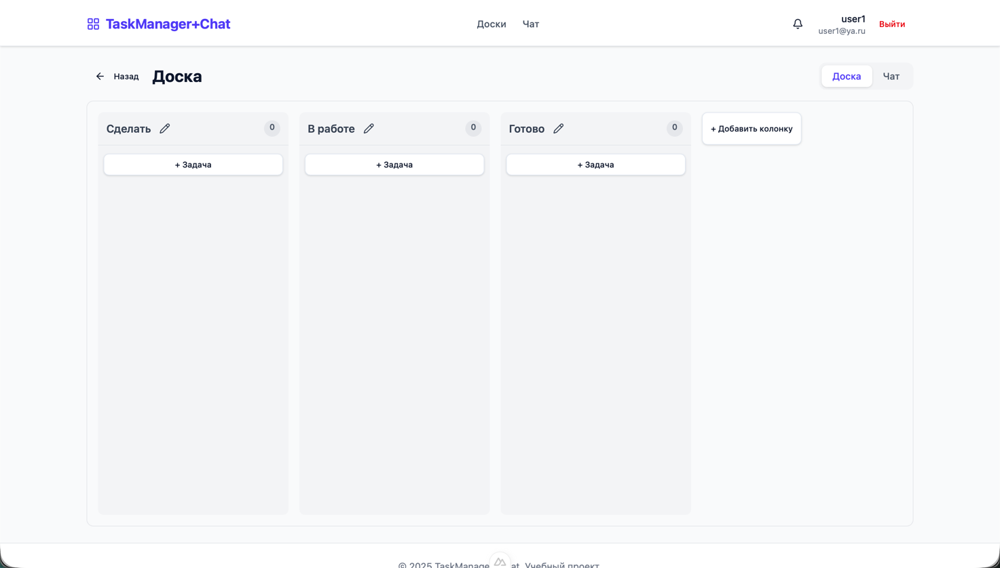 TaskManager+Chat
Доски Чат
user1
user1@ya.ru
Выйти
Назад
Доска
Доска Чат
Сделать 0
+ Задача
В работе 0
+ Задача
Готово 0
+ Задача
+ Добавить колонку
© 2025 TaskManage at. Учебный проект